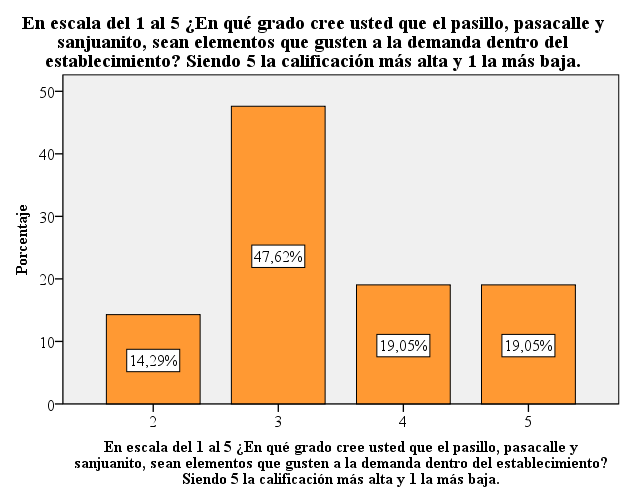 En escala del 1 al 5 ¿En qué grado cree usted que el pasillo, pasacalle y
sanjuanito, sean elementos que gusten a la demanda dentro del
establecimiento? Siendo 5 la calificación más alta y 1 la más baja.
Porcentaje
50
40
30
20
10
0
14,29%
47,62%
19,05%
19,05%
2
3
4
5
En escala del 1 al 5 ¿En qué grado cree usted que el pasillo, pasacalle y
sanjuanito, sean elementos que gusten a la demanda dentro del establecimiento?
Siendo 5 la calificación más alta y 1 la más baja.